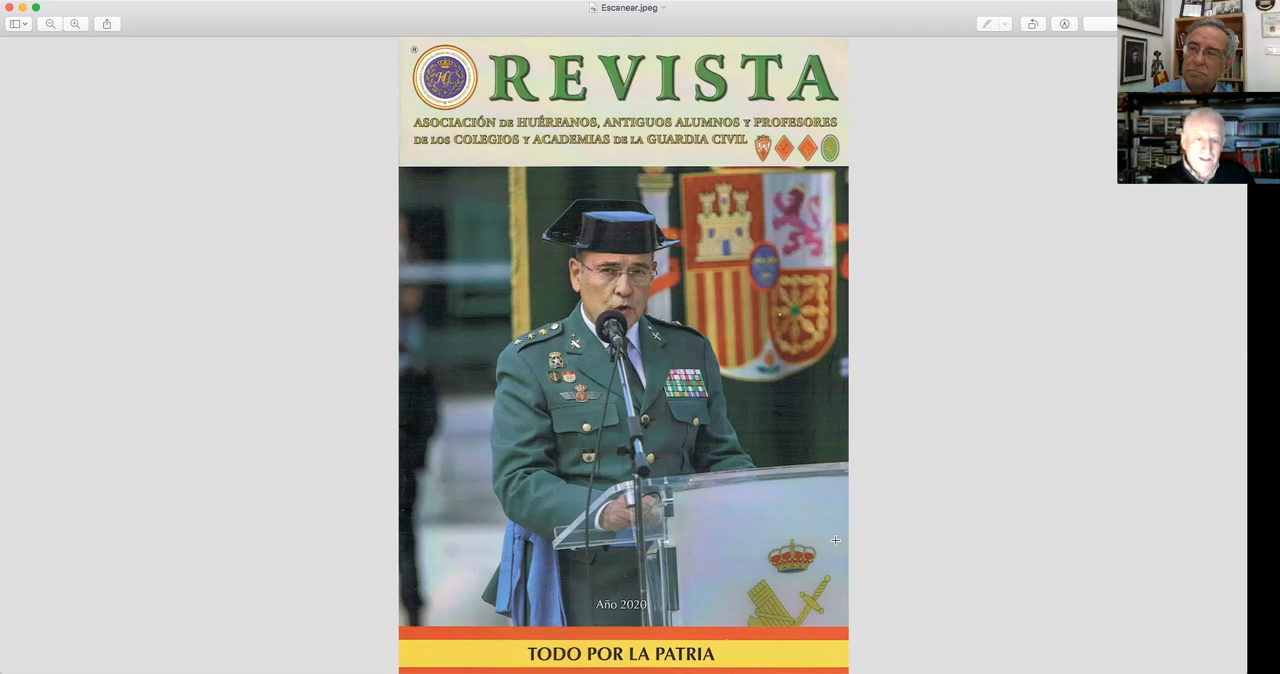 Escanear.jpeg
REVISTA
ASOCIACIÓN DE HUÉRFANOS, ANTIGUOS ALUMNOS Y PROFESORES
DE LOS COLEGIOS Y ACADEMIAS DE LA GUARDIA CIVIL
Año 2020
TODO POR LA PATRIA